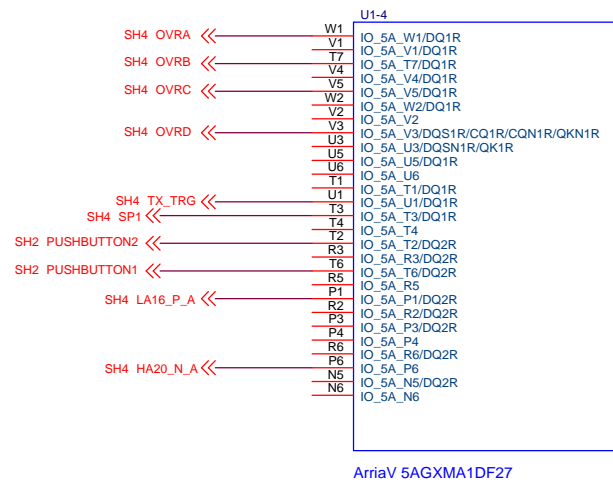 U1-4
SH4 OVRA W1 IO_5A_W1/DQ1R
V1 IO_5A_V1/DQ1R
SH4 OVRB T7 IO_5A_T7/DQ1R
V4 IO_5A_V4/DQ1R
SH4 OVRC V5 IO_5A_V5/DQ1R
W2 IO_5A_W2/DQ1R
V2 IO_5A_V2
SH4 OVRD V3 IO_5A_V3/DQS1R/CQ1R/CQN1R/QKN1R
U3 IO_5A_U3/DQSN1R/QK1R
U5 IO_5A_U5/DQ1R
U6 IO_5A_U6
T1 IO_5A_T1/DQ1R
SH4 TX_TRG U1 IO_5A_U1/DQ1R
SH4 SP1 T3 IO_5A_T3/DQ1R
T4 IO_5A_T4
SH2 PUSHBUTTON2 T2 IO_5A_T2/DQ2R
R3 IO_5A_R3/DQ2R
SH2 PUSHBUTTON1 T6 IO_5A_T6/DQ2R
R5 IO_5A_R5
SH4 LA16_P_A P1 IO_5A_P1/DQ2R
R2 IO_5A_R2/DQ2R
P3 IO_5A_P3/DQ2R
P4 IO_5A_P4
R6 IO_5A_R6/DQ2R
SH4 HA20_N_A P6 IO_5A_P6
N5 IO_5A_N5/DQ2R
N6 IO_5A_N6
ArriaV 5AGXMA1DF27